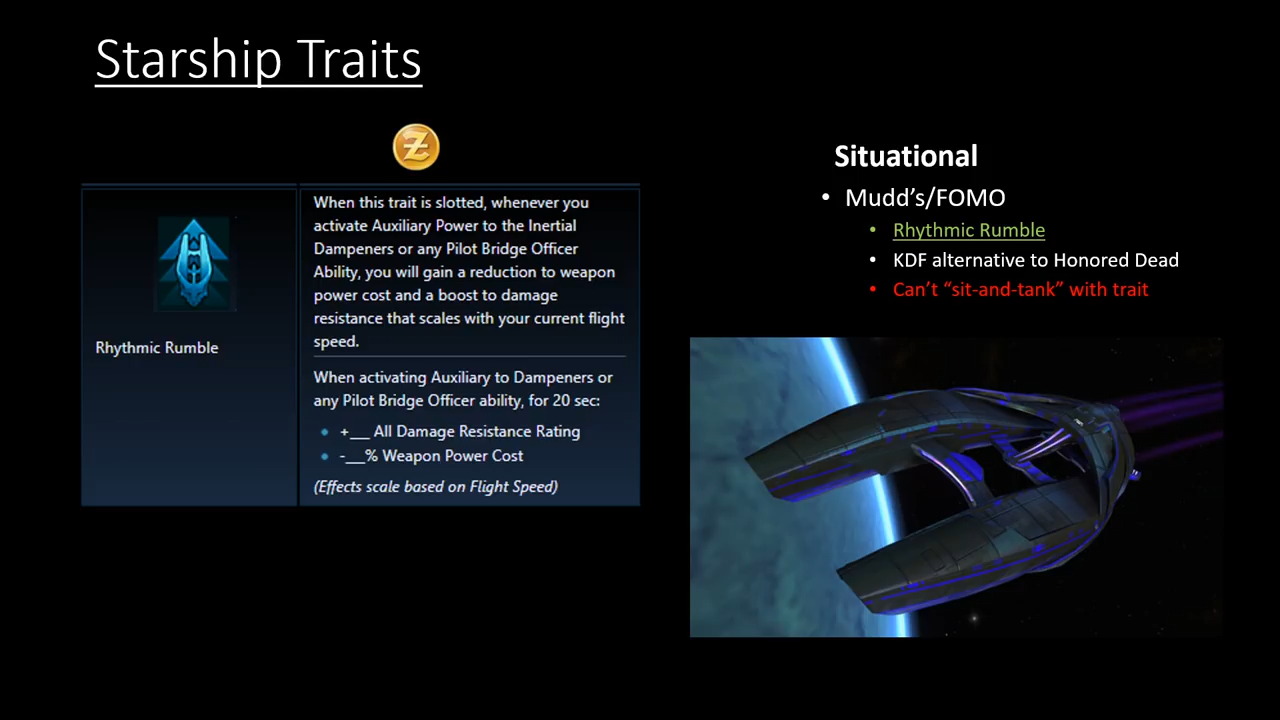 Starship Traits
Rhythmic Rumble
When this trait is slotted, whenever you
activate Auxiliary Power to the Inertial
Dampeners or any Pilot Bridge Officer
Ability, you will gain a reduction to weapon
power cost and a boost to damage
resistance that scales with your current flight
speed.
When activating Auxiliary to Dampeners or
any Pilot Bridge Officer ability, for 20 sec:
+__ All Damage Resistance Rating
-__% Weapon Power Cost
(Effects scale based on Flight Speed)
Situational
• Mudd’s/FOMO
• Rhythmic Rumble
• KDF alternative to Honored Dead
• Can’t “sit-and-tank” with trait